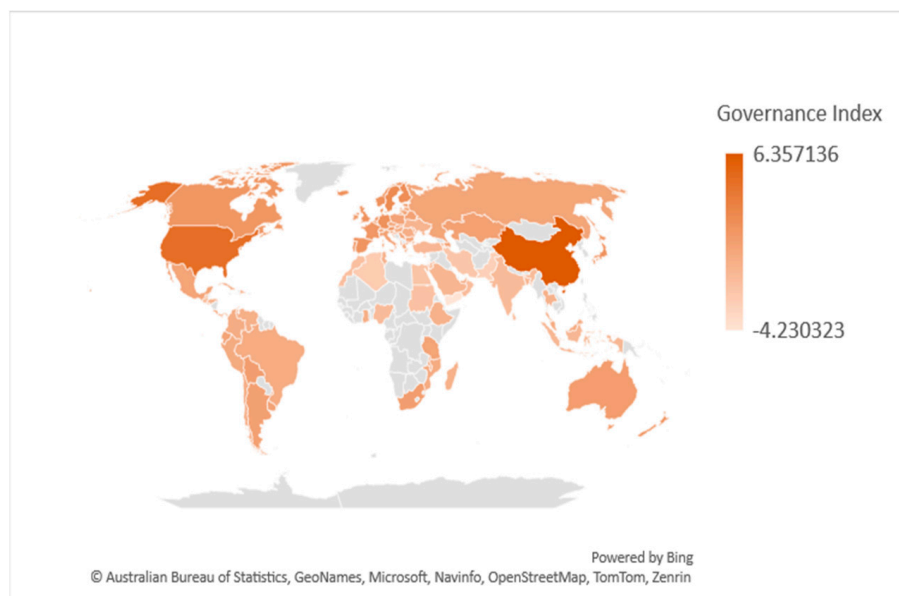 Governance Index
6.357136
-4.230323
Powered by Bing
© Australian Bureau of Statistics, GeoNames, Microsoft, Navinfo, OpenStreetMap, TomTom, Zenrin